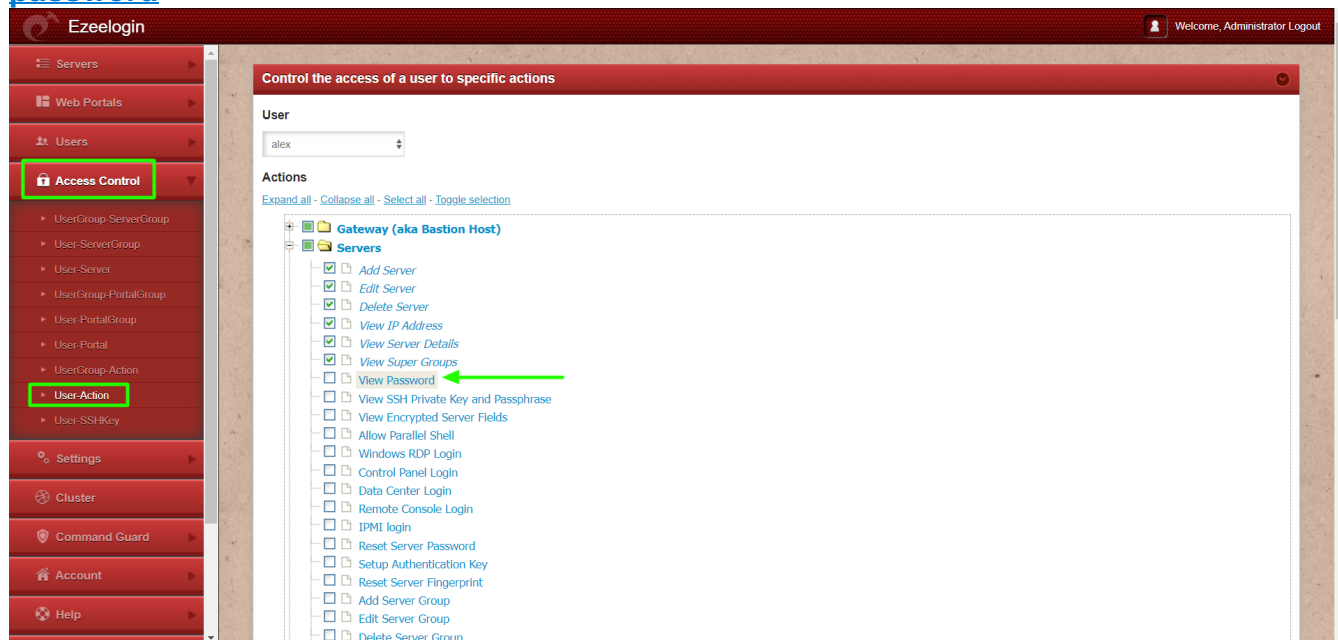 password
Ezeelogin
Welcome, Administrator Logout
Servers
Web Portals
Users
Access Control
UserGroup-ServerGroup
User-ServerGroup
User-Server
UserGroup-PortalGroup
User-PortalGroup
User-Portal
UserGroup-Action
User-Action
User-SSHKey
Settings
Cluster
Command Guard
Account
Help
Control the access of a user to specific actions
User
alex
Actions
Expand all - Collapse all - Select all - Toggle selection
Gateway (aka Bastion Host)
Servers
Add Server
Edit Server
Delete Server
View IP Address
View Server Details
View Super Groups
View Password
View SSH Private Key and Passphrase
View Encrypted Server Fields
Allow Parallel Shell
Windows RDP Login
Control Panel Login
Data Center Login
Remote Console Login
IPMI login
Reset Server Password
Setup Authentication Key
Reset Server Fingerprint
Add Server Group
Edit Server Group
Delete Server Group